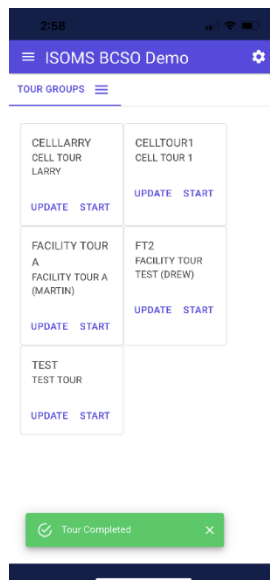 2:58
ISOMS BCSO Demo
TOUR GROUPS
CELLLARRY
CELL TOUR
LARRY
UPDATE START
CELLTOUR1
CELL TOUR 1
UPDATE START
FACILITY TOUR
A
FACILITY TOUR A
(MARTIN)
UPDATE START
FT2
FACILITY TOUR
TEST (DREW)
UPDATE START
TEST
TEST TOUR
UPDATE START
Tour Completed